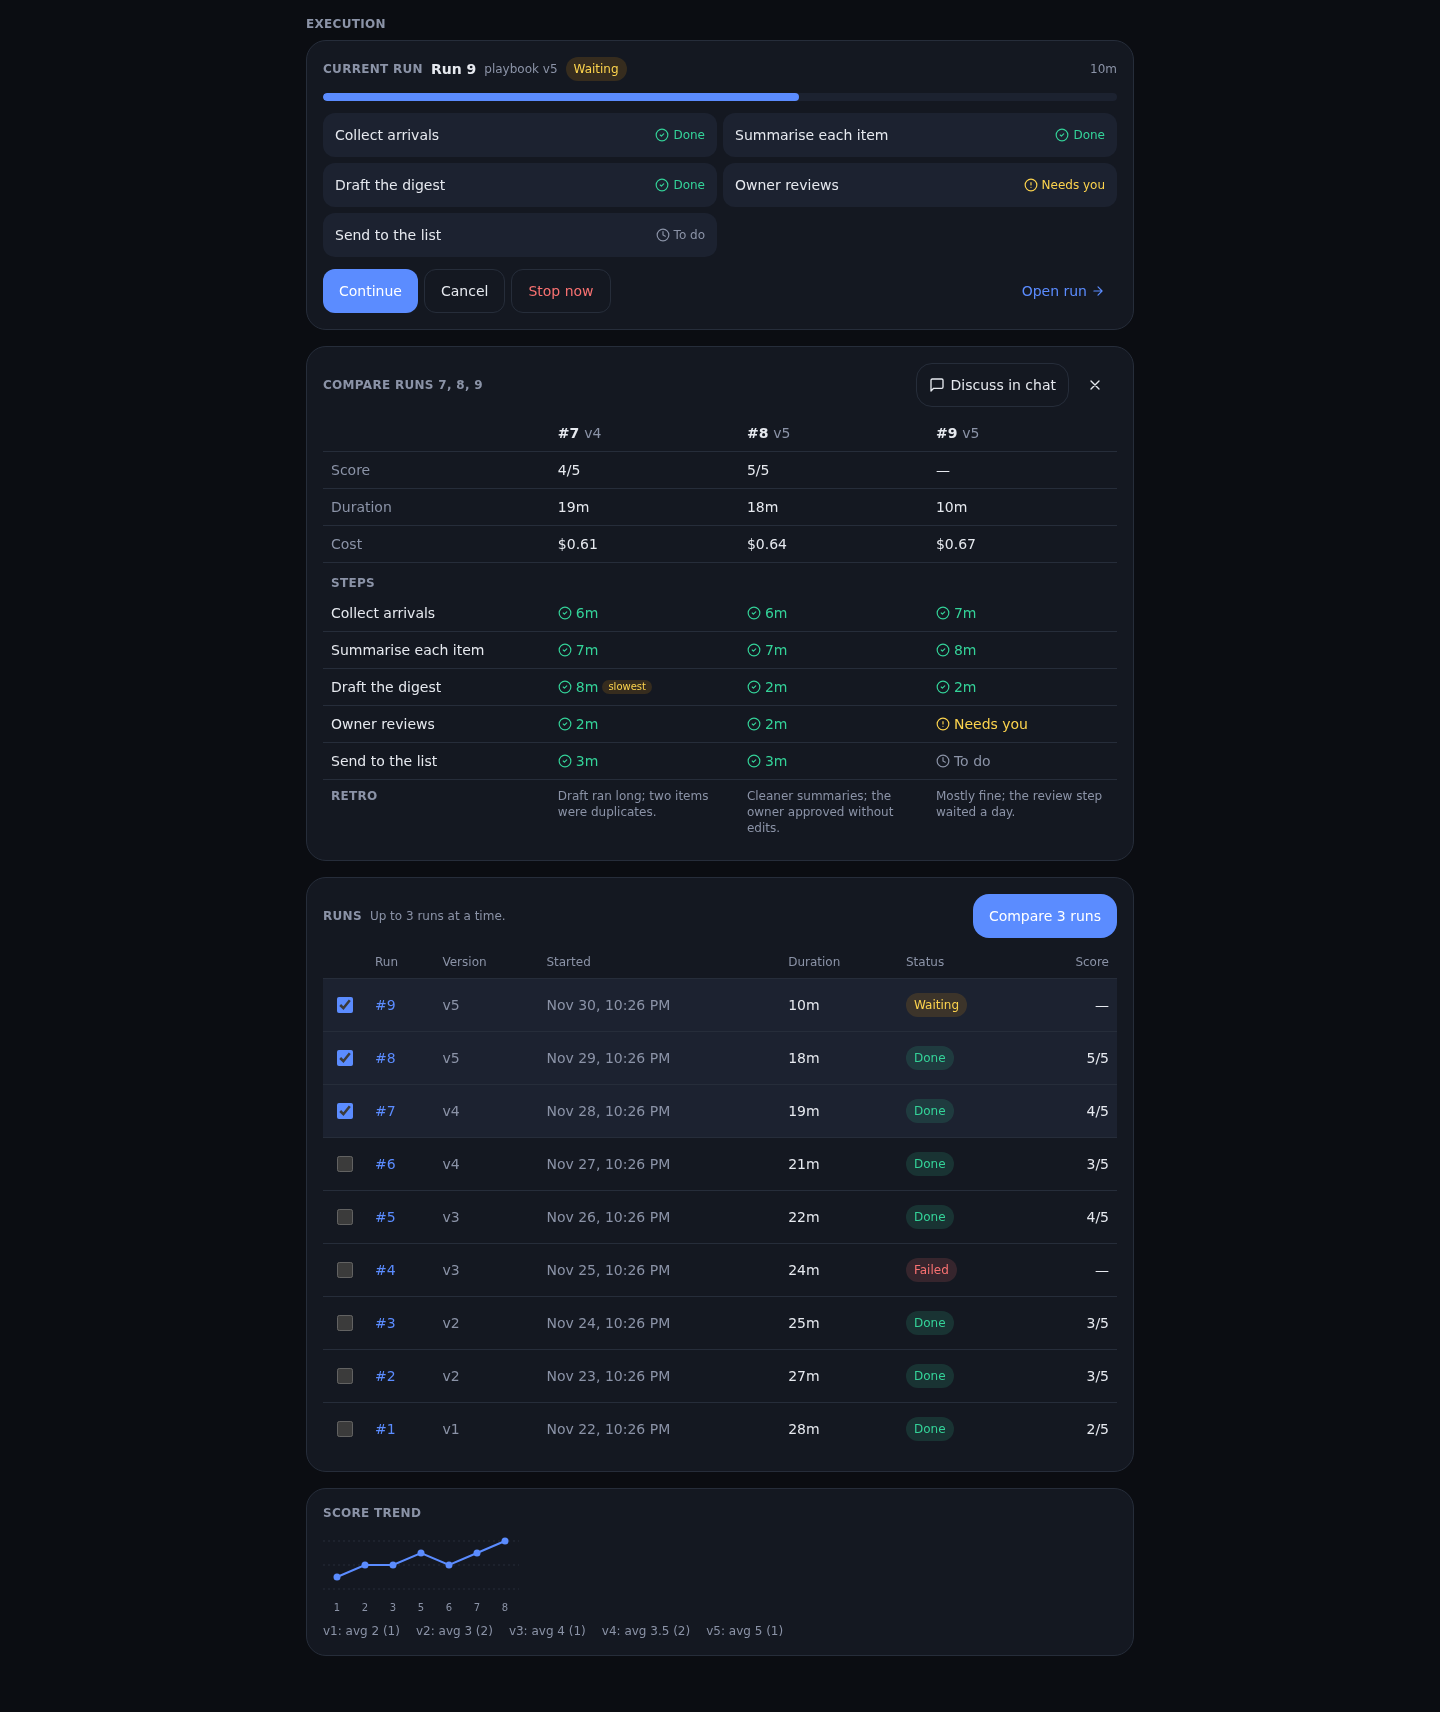 EXECUTION
CURRENT RUN Run 9 playbook v5 Waiting 10m
Collect arrivals Done Summarise each item Done
Draft the digest Done Owner reviews Needs you
Send to the list To do
Continue Cancel Stop now Open run →
COMPARE RUNS 7, 8, 9 Discuss in chat
#7 v4 #8 v5 #9 v5
Score 4/5 5/5 —
Duration 19m 18m 10m
Cost $0.61 $0.64 $0.67
STEPS
Collect arrivals 6m 6m 7m
Summarise each item 7m 7m 8m
Draft the digest 8m slowest 2m 2m
Owner reviews 2m 2m Needs you
Send to the list 3m 3m To do
RETRO Draft ran long; two items Cleaner summaries; the Mostly fine; the review step
were duplicates. owner approved without waited a day.
edits.
RUNS Up to 3 runs at a time. Compare 3 runs
Run Version Started Duration Status Score
#9 v5 Nov 30, 10:26 PM 10m Waiting —
#8 v5 Nov 29, 10:26 PM 18m Done 5/5
#7 v4 Nov 28, 10:26 PM 19m Done 4/5
#6 v4 Nov 27, 10:26 PM 21m Done 3/5
#5 v3 Nov 26, 10:26 PM 22m Done 4/5
#4 v3 Nov 25, 10:26 PM 24m Failed —
#3 v2 Nov 24, 10:26 PM 25m Done 3/5
#2 v2 Nov 23, 10:26 PM 27m Done 3/5
#1 v1 Nov 22, 10:26 PM 28m Done 2/5
SCORE TREND
1 2 3 5 6 7 8
v1: avg 2 (1) v2: avg 3 (2) v3: avg 4 (1) v4: avg 3.5 (2) v5: avg 5 (1)